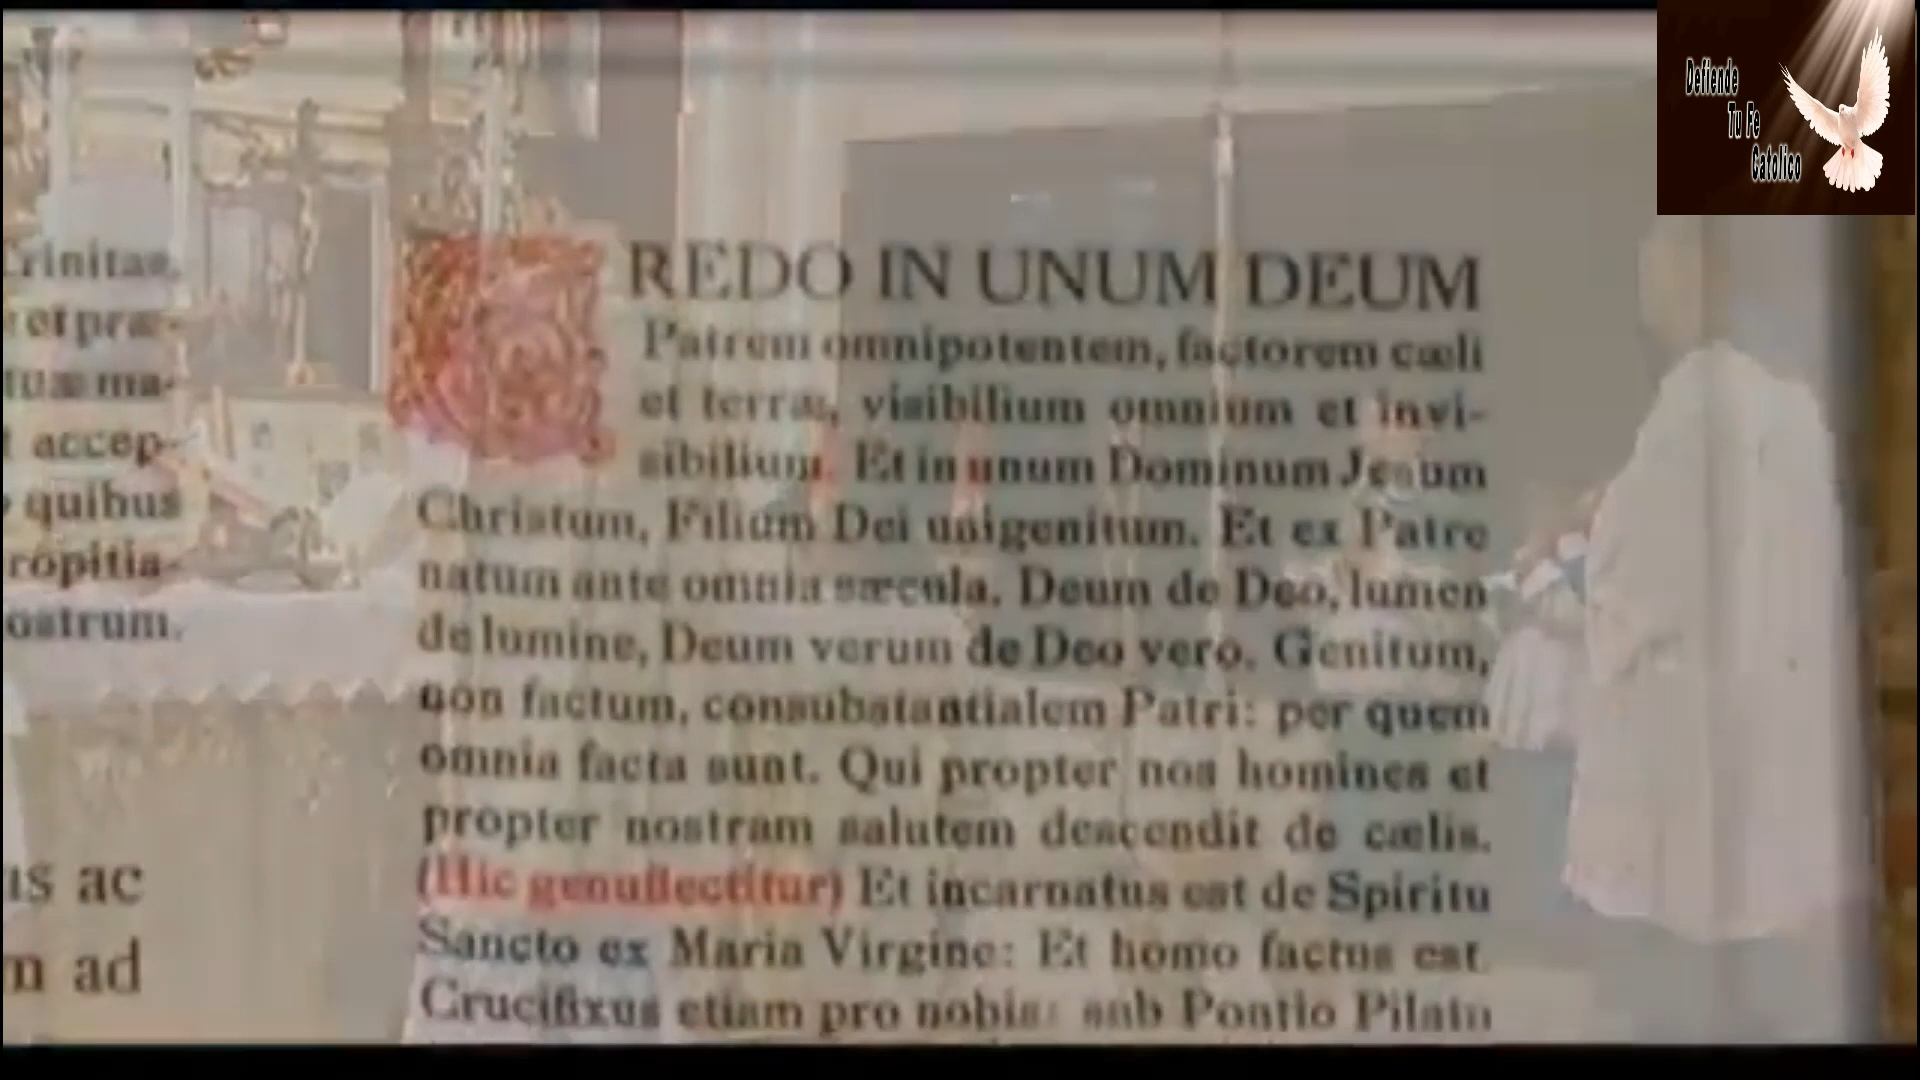 Defiende
Tu Fe
Catolico
rinitas,
et præ-
tuæ ma-
t accep-
quibus
ropitia-
ostrum.
us ac
m ad
CREDO IN UNUM DEUM
Patrem omnipotentem, factorem cæli
et terræ, visibilium omnium et invi-
sibilium. Et in unum Dominum Jesum
Christum, Filium Dei unigenitum. Et ex Patre
natum ante omnia sæcula. Deum de Deo, lumen
de lumine, Deum verum de Deo vero. Genitum,
non factum, consubstantialem Patri: per quem
omnia facta sunt. Qui propter nos homines et
propter nostram salutem descendit de cælis.
(Hic genuflectitur) Et incarnatus est de Spiritu
Sancto ex Maria Virgine: Et homo factus est.
Crucifixus etiam pro nobis: sub Pontio Pilato